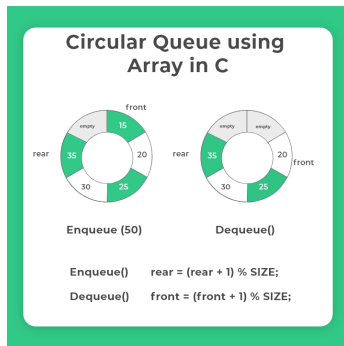 Circular Queue using
Array in C
front
empty
15
rear
35
20
30
25
Enqueue (50)
empty
empty
rear
35
20
front
30
25
Dequeue()
Enqueue() rear = (rear + 1) % SIZE;
Dequeue() front = (front + 1) % SIZE;